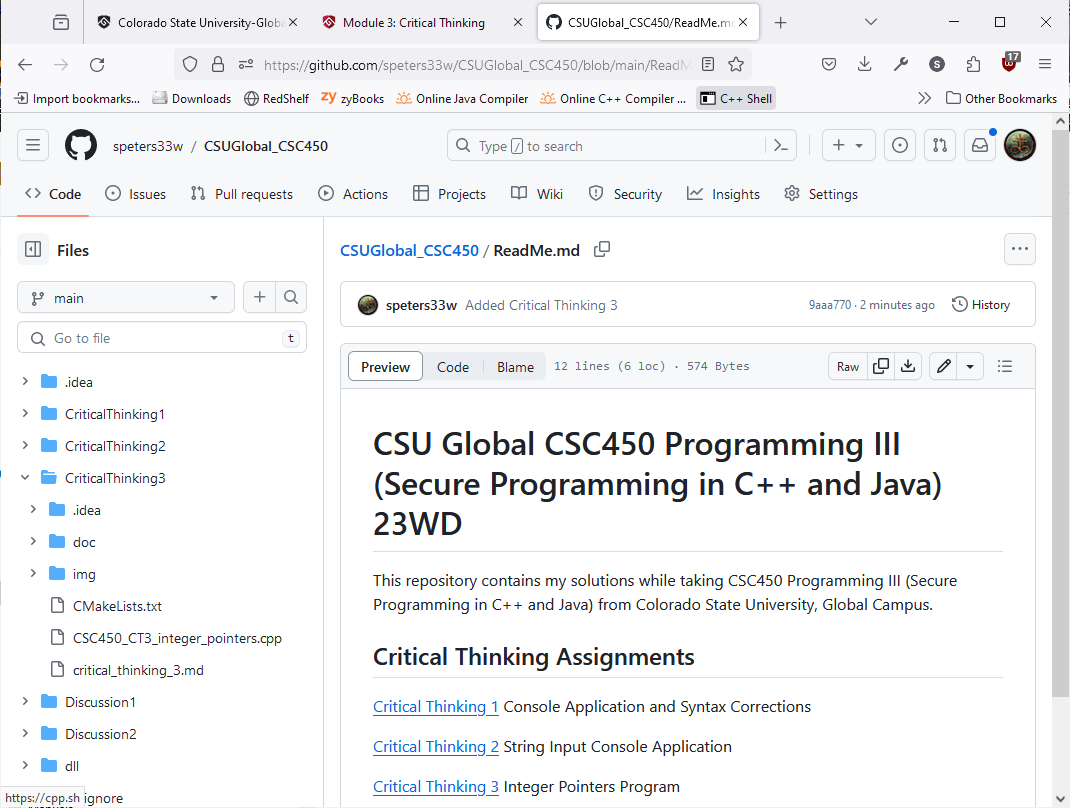 Colorado State University-Globa
Module 3: Critical Thinking
CSUGlobal_CSC450/ReadMe.m
https://github.com/speters33w/CSUGlobal_CSC450/blob/main/ReadM
S
17
Import bookmarks...
Downloads
RedShelf
zy zyBooks
Online Java Compiler
Online C++ Compiler ...
C++ Shell
Other Bookmarks
speters33w / CSUGlobal_CSC450
Type / to search
Code
Issues
Pull requests
Actions
Projects
Wiki
Security
Insights
Settings
Files
main
Go to file
t
.idea
CriticalThinking1
CriticalThinking2
CriticalThinking3
.idea
doc
img
CMakeLists.txt
CSC450_CT3_integer_pointers.cpp
critical_thinking_3.md
Discussion1
Discussion2
dll
ignore
https://cpp.sh
CSUGlobal_CSC450 / ReadMe.md
speters33w Added Critical Thinking 3
9aaa770 · 2 minutes ago
History
Preview
Code
Blame
12 lines (6 loc) · 574 Bytes
Raw
CSU Global CSC450 Programming III
(Secure Programming in C++ and Java)
23WD
This repository contains my solutions while taking CSC450 Programming III (Secure
Programming in C++ and Java) from Colorado State University, Global Campus.
Critical Thinking Assignments
Critical Thinking 1 Console Application and Syntax Corrections
Critical Thinking 2 String Input Console Application
Critical Thinking 3 Integer Pointers Program